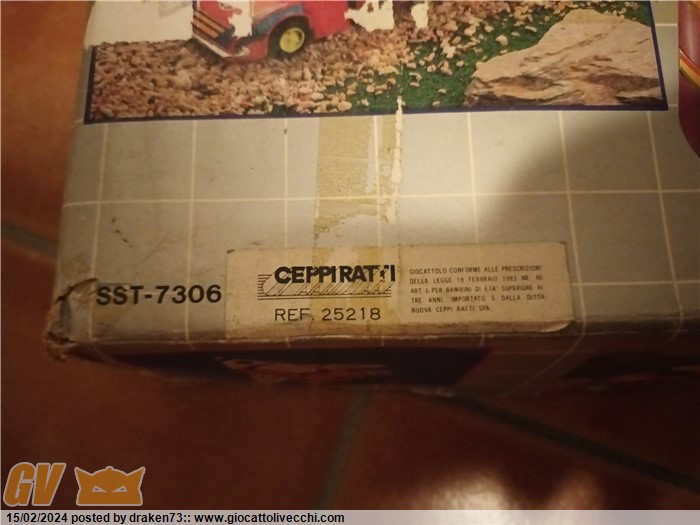 SST-7306
CEPPIRATTI
REF. 25218
GIOCATTOLO CONFORME ALLE PRESCRIZIONI
DELLA LEGGE 18 FEBBRAIO 1983 NR. 46
ART 1-PER BAMBINI DI ETA' SUPERIORE AI
TRE ANNI. IMPORTATO DALLA DITTA
NUOVA CEPPI RATTI SPA.
GV
15/02/2024 posted by draken73:: www.giocattolivecchi.com